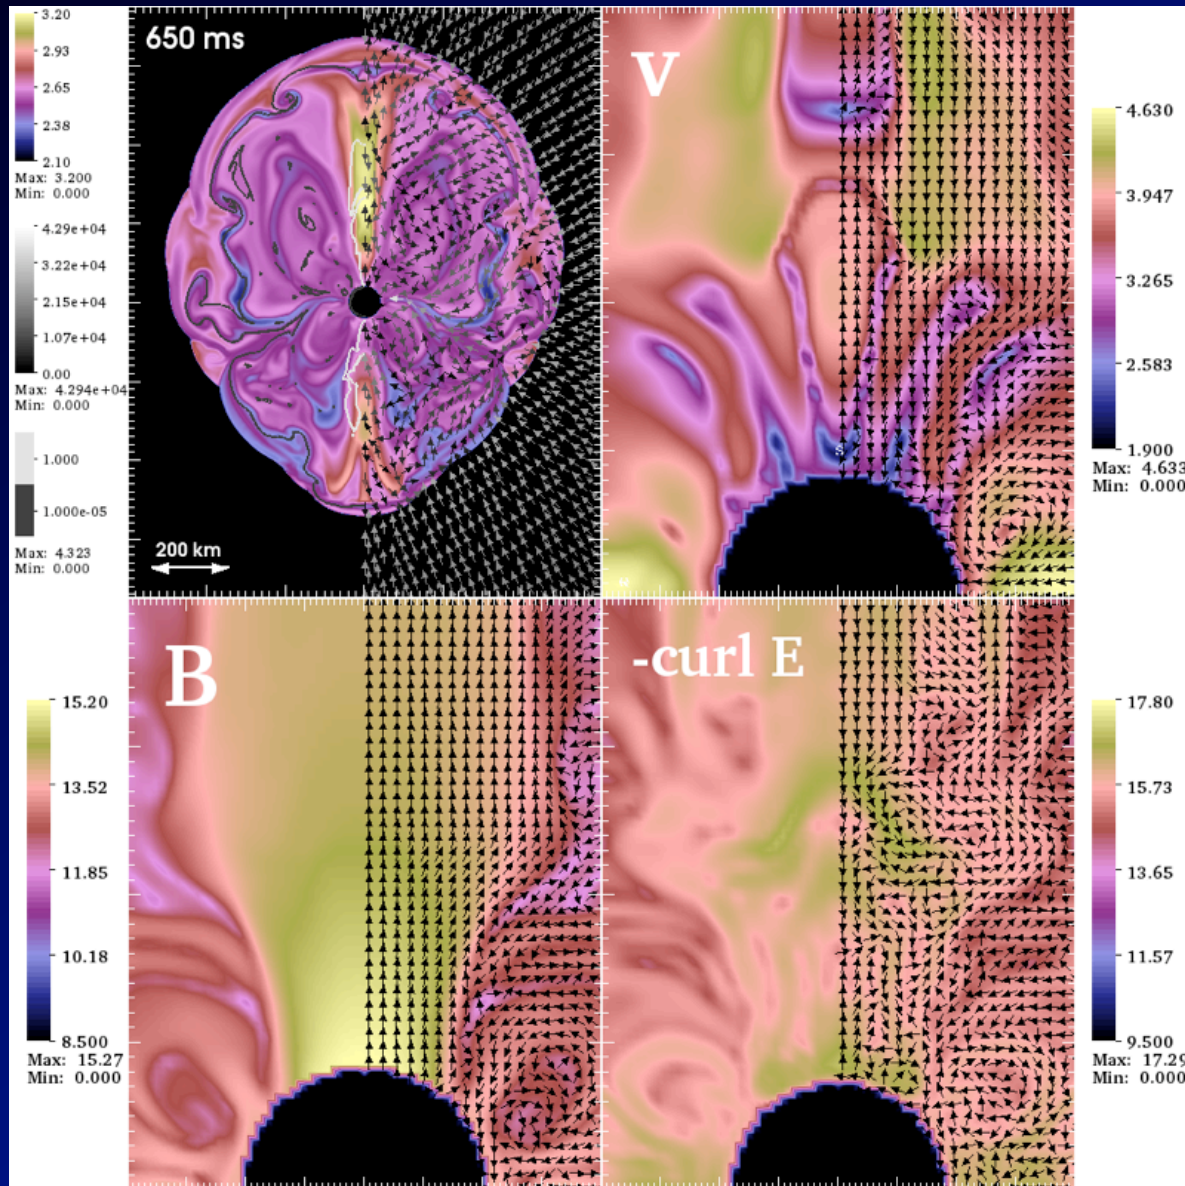 3.20
2.93
2.65
2.38
2.10
Max: 3.200
Min: 0.000
4.29e+04
3.22e+04
2.15e+04
1.07e+04
0.00
Max: 4.294e+04
Min: 0.000
1.000
1.000e-05
Max: 4.323
Min: 0.000
650 ms
200 km
V
4.630
3.947
3.265
2.583
1.900
Max: 4.633
Min: 0.000
B
15.20
13.52
11.85
10.18
8.500
Max: 15.27
Min: 0.000
-curl E
17.80
15.73
13.65
11.57
9.500
Max: 17.29
Min: 0.000